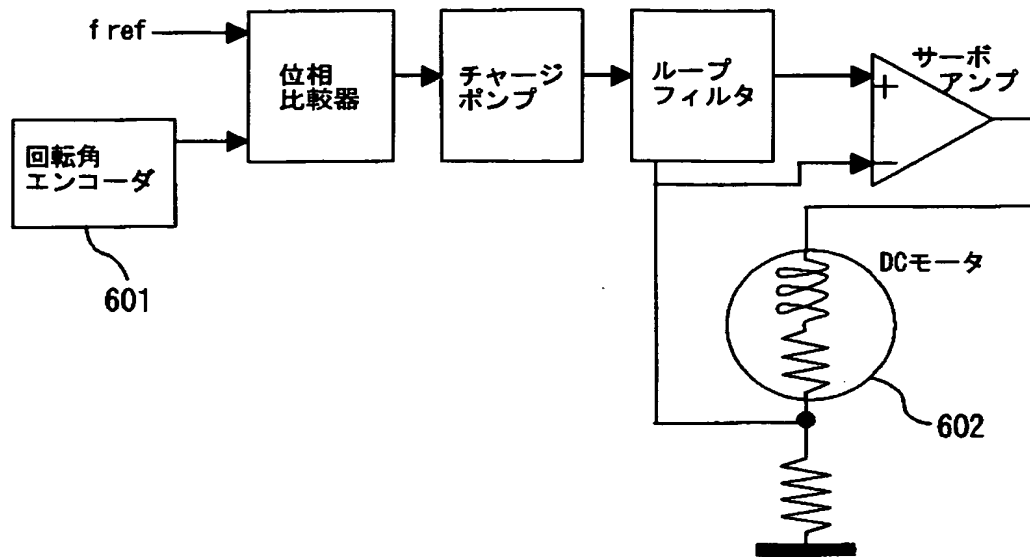 f ref
位相
比較器
チャージ
ポンプ
ループ
フィルタ
サーボ
アンプ
+
−
回転角
エンコーダ
601
DCモータ
602